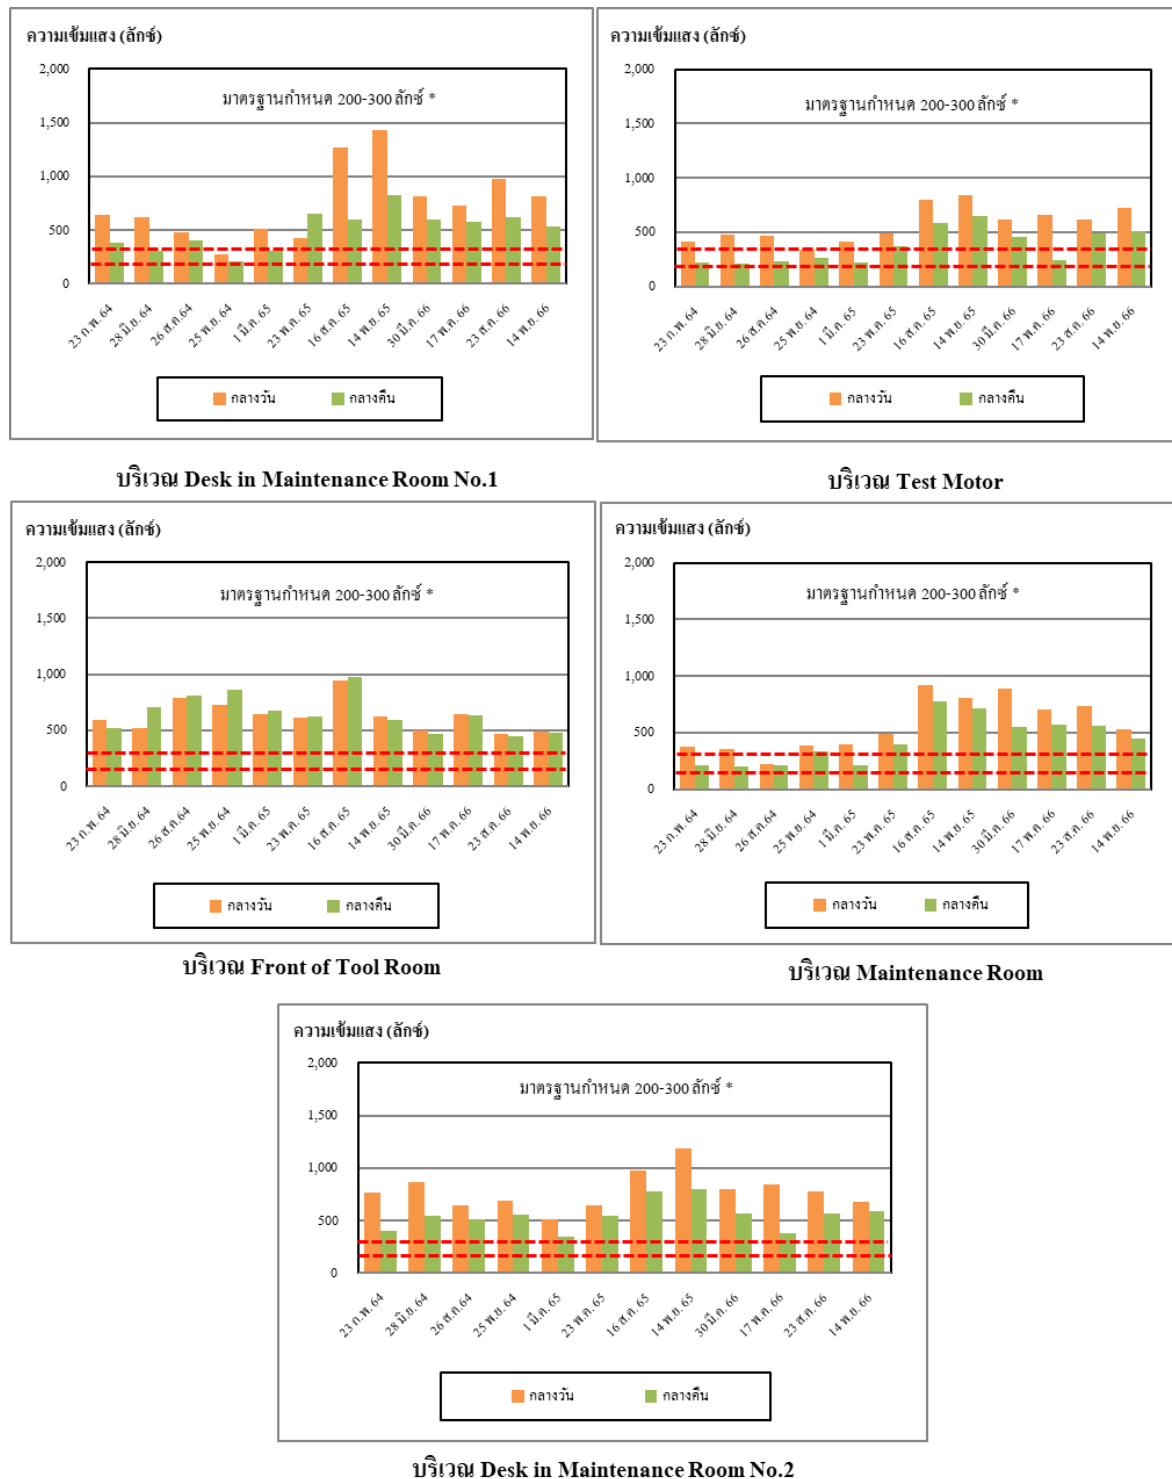 ความเข้มแสง (ลักซ์)
2,000
มาตรฐานกำหนด 200-300 ลักซ์ *
1,500
1,000
500
0
23 ก.พ. 64
28 มิ.ย. 64
26 ส.ค. 64
25 พ.ย. 64
1 มี.ค. 65
23 พ.ค. 65
16 ส.ค. 65
14 พ.ย. 65
30 มี.ค. 66
17 พ.ค. 66
23 ส.ค. 66
14 พ.ย. 66
กลางวัน กลางคืน
บริเวณ Desk in Maintenance Room No.1
ความเข้มแสง (ลักซ์)
2,000
มาตรฐานกำหนด 200-300 ลักซ์ *
1,500
1,000
500
0
23 ก.พ. 64
28 มิ.ย. 64
26 ส.ค. 64
25 พ.ย. 64
1 มี.ค. 65
23 พ.ค. 65
16 ส.ค. 65
14 พ.ย. 65
30 มี.ค. 66
17 พ.ค. 66
23 ส.ค. 66
14 พ.ย. 66
กลางวัน กลางคืน
บริเวณ Test Motor
ความเข้มแสง (ลักซ์)
2,000
มาตรฐานกำหนด 200-300 ลักซ์ *
1,500
1,000
500
0
23 ก.พ. 64
28 มิ.ย. 64
26 ส.ค. 64
25 พ.ย. 64
1 มี.ค. 65
23 พ.ค. 65
16 ส.ค. 65
14 พ.ย. 65
30 มี.ค. 66
17 พ.ค. 66
23 ส.ค. 66
14 พ.ย. 66
กลางวัน กลางคืน
บริเวณ Front of Tool Room
ความเข้มแสง (ลักซ์)
2,000
มาตรฐานกำหนด 200-300 ลักซ์ *
1,500
1,000
500
0
23 ก.พ. 64
28 มิ.ย. 64
26 ส.ค. 64
25 พ.ย. 64
1 มี.ค. 65
23 พ.ค. 65
16 ส.ค. 65
14 พ.ย. 65
30 มี.ค. 66
17 พ.ค. 66
23 ส.ค. 66
14 พ.ย. 66
กลางวัน กลางคืน
บริเวณ Maintenance Room
ความเข้มแสง (ลักซ์)
2,000
มาตรฐานกำหนด 200-300 ลักซ์ *
1,500
1,000
500
0
23 ก.พ. 64
28 มิ.ย. 64
26 ส.ค. 64
25 พ.ย. 64
1 มี.ค. 65
23 พ.ค. 65
16 ส.ค. 65
14 พ.ย. 65
30 มี.ค. 66
17 พ.ค. 66
23 ส.ค. 66
14 พ.ย. 66
กลางวัน กลางคืน
บริเวณ Desk in Maintenance Room No.2